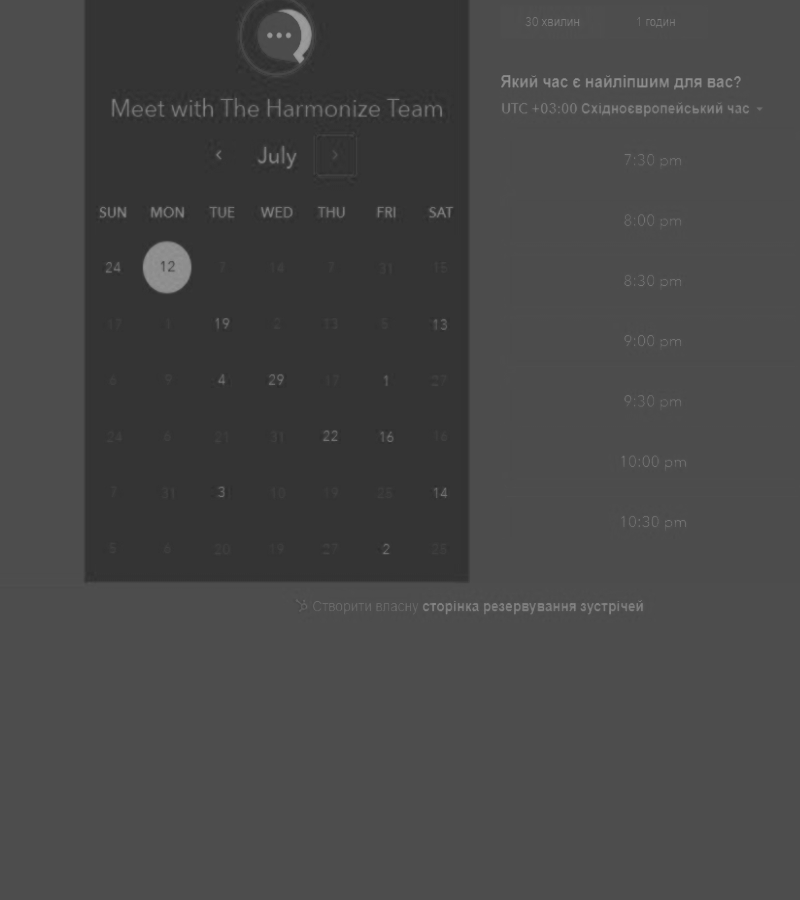 30 хвилин 1 годин
Який час є найліпшим для вас?
UTC +03:00 Східноєвропейський час
Meet with The Harmonize Team
July
SUN MON TUE WED THU FRI SAT
24 12 7 14 7 31 15
17 1 19 2 13 5 13
6 9 4 29 17 1 27
24 6 21 31 22 16 16
7 31 3 18 19 25 14
5 6 20 19 27 2 25
7:30 pm
8:00 pm
8:30 pm
9:00 pm
9:30 pm
10:00 pm
10:30 pm
Створити власну сторінка резервування зустрічей